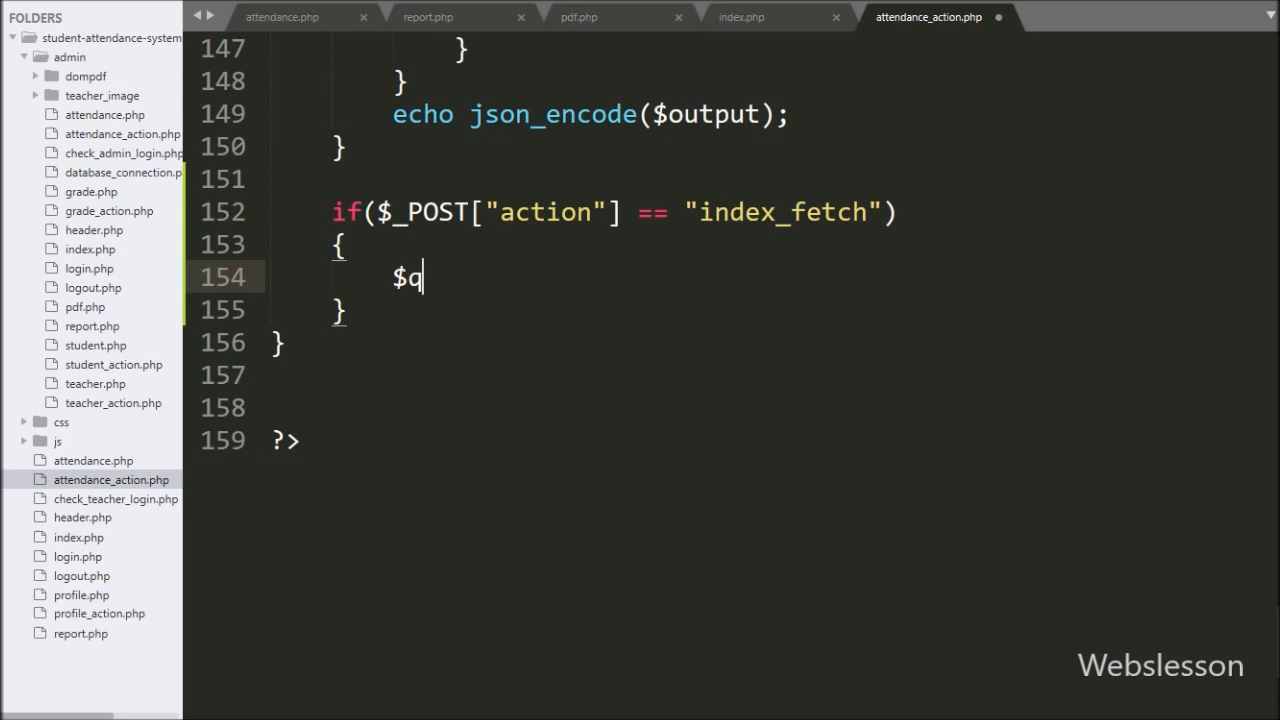 FOLDERS
student-attendance-system
admin
dompdf
teacher_image
attendance.php
attendance_action.php
check_admin_login.php
database_connection.p
grade.php
grade_action.php
header.php
index.php
login.php
logout.php
pdf.php
report.php
student.php
student_action.php
teacher.php
teacher_action.php
css
js
attendance.php
attendance_action.php
check_teacher_login.php
header.php
index.php
login.php
logout.php
profile.php
profile_action.php
report.php
attendance.php × report.php × pdf.php × index.php × attendance_action.php
147 }
148 }
149 echo json_encode($output);
150 }
151
152 if($_POST["action"] == "index_fetch")
153 {
154 $q
155 }
156 }
157
158
159 ?>
Webslesson